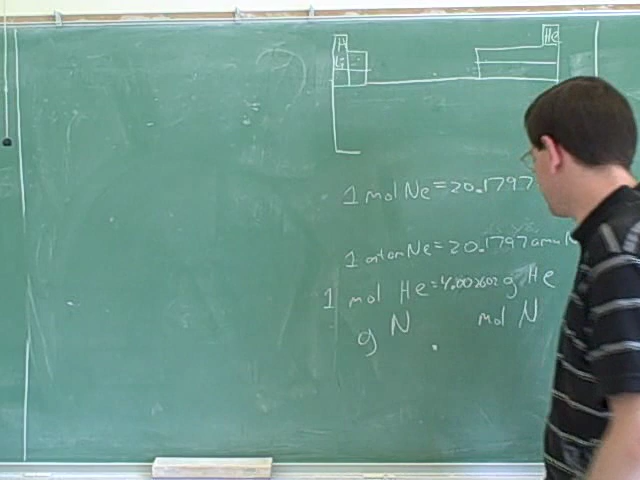 H He
Li
1 mol Ne = 20.1797
1 atom Ne = 20.1797 amu N
1 mol He = 4.002602 g He
g N mol N